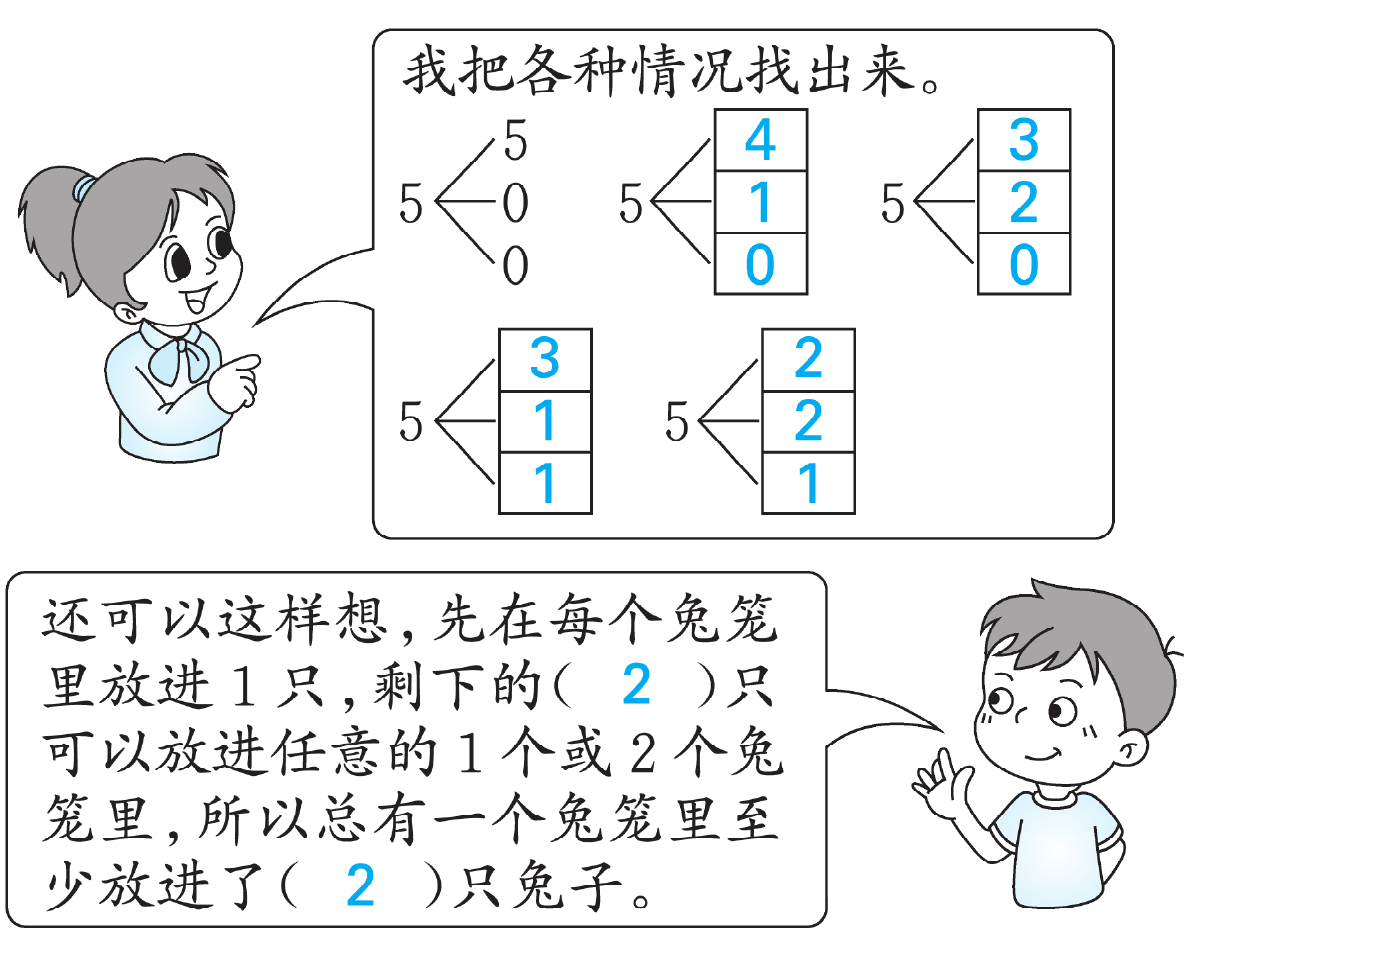 我把各种情况找出来。
5 4 3
5 0 5 1 5 2
0 0 0
3 2
5 1 5 2
1 1
还可以这样想,先在每个兔笼
里放进1只,剩下的( 2 )只
可以放进任意的1个或2个兔
笼里,所以总有一个兔笼里至
少放进了( 2 )只兔子。